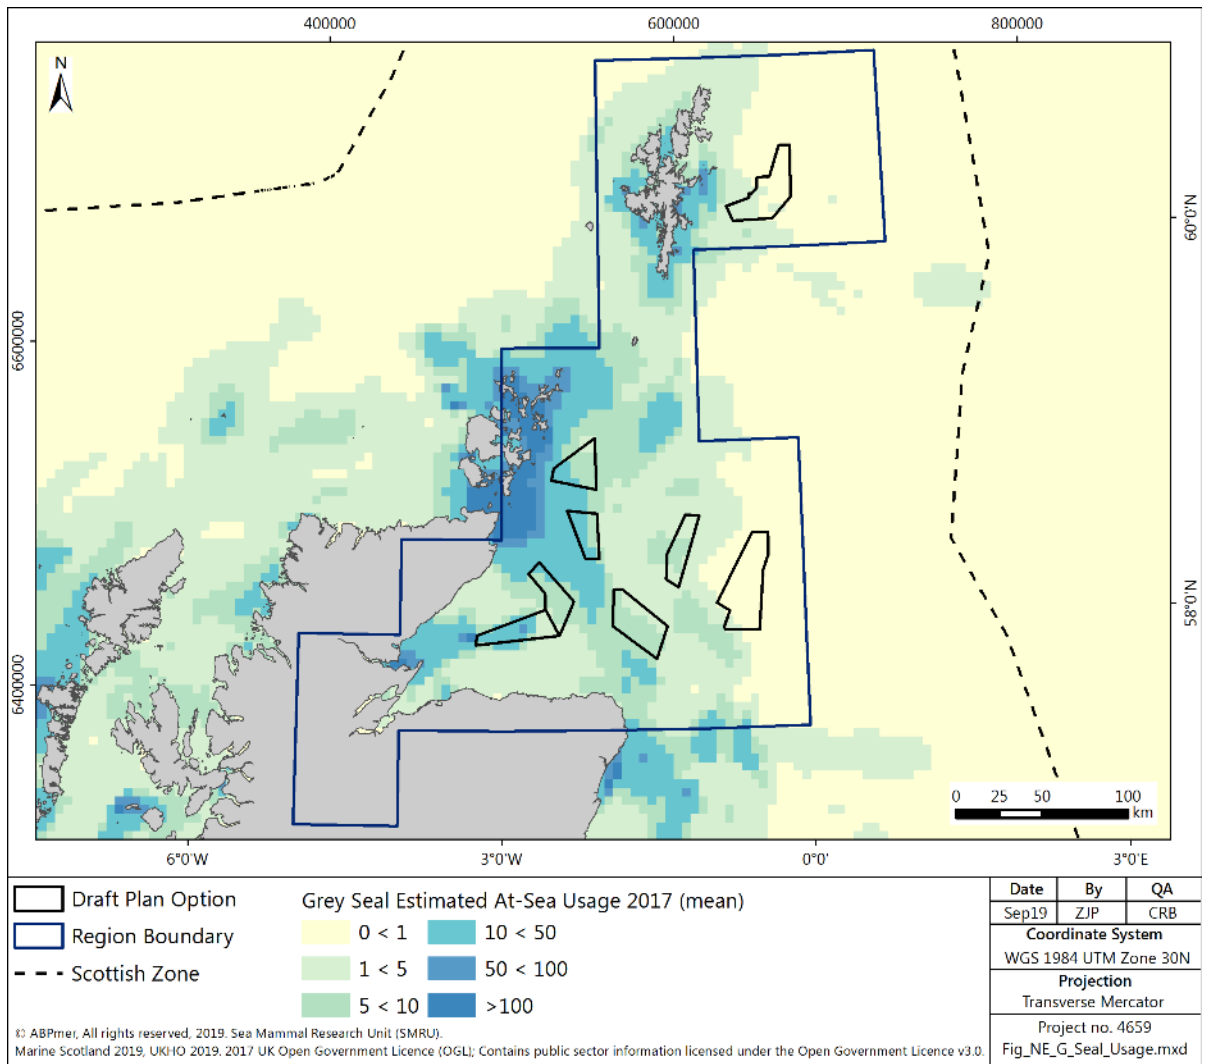 400000 600000 800000
N
60°0'N
6600000
58°0'N
6400000
0 25 50 100
km
6°0'W 3°0'W 0°0' 3°0'E
Draft Plan Option
Region Boundary
Scottish Zone
Grey Seal Estimated At-Sea Usage 2017 (mean)
0 < 1 10 < 50
1 < 5 50 < 100
5 < 10 >100
Date By QA
Sep19 ZJP CRB
Coordinate System
WGS 1984 UTM Zone 30N
Projection
Transverse Mercator
Project no. 4659
Fig_NE_G_Seal_Usage.mxd
© ABPmer, All rights reserved, 2019. Sea Mammal Research Unit (SMRU).
Marine Scotland 2019, UKHO 2019. 2017 UK Open Government Licence (OGL); Contains public sector information licensed under the Open Government Licence v3.0.